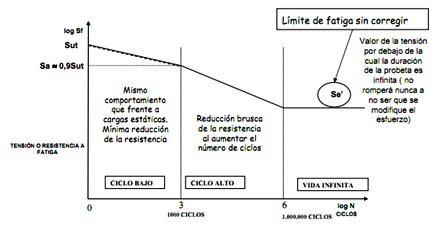 log Sf
Límite de fatiga sin corregir
Sut
Sa ≈ 0,9Sut
Valor de la tensión
por debajo de la
cual la duración
de la probeta es
infinita ( no
romperá nunca a
no ser que se
modifique el
esfuerzo)
Se'
Mismo
comportamiento
que frente a
cargas estáticas.
Mínima reducción
de la resistencia
Reducción brusca
de la resistencia
al aumentar el
número de ciclos
TENSIÓN O RESISTENCIA A
FATIGA
CICLO BAJO
CICLO ALTO
VIDA INFINITA
0
3
6
log N
CICLOS
1000 CICLOS
1.000,000 CICLOS